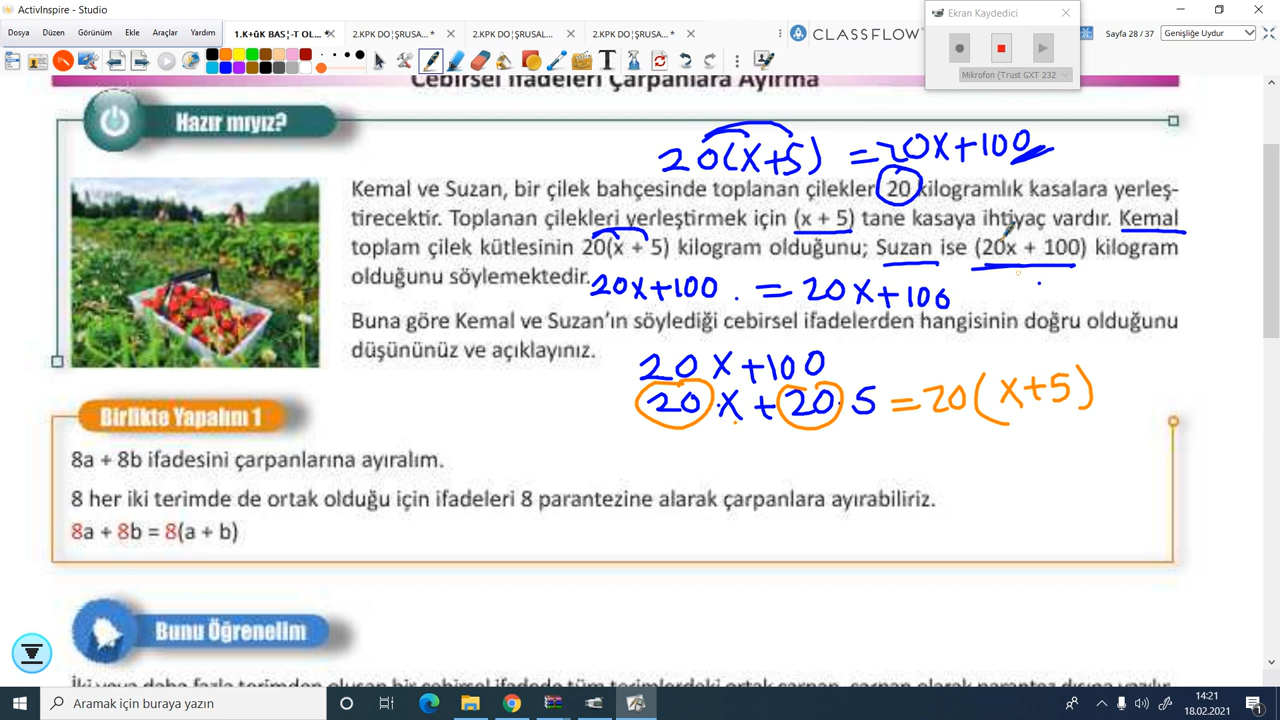 ActivInspire - Studio
Ekran Kaydedici
Dosya Düzen Görünüm Ekle Araçlar Yardım
1.K+ûK BAS¦-T OL... * 2.KPK DO¦ŞRUSA... * 2.KPK DO¦ŞRUSAL... 2.KPK DO¦ŞRUSA... *
CLASSFLOW
Sayfa 28 / 37 Genişliğine Uydur
Mikrofon (Trust GXT 232
Cebirsel İfadeleri Çarpanlara Ayırma
Hazır mıyız?
20(x+5) = 20x+100
Kemal ve Suzan, bir çilek bahçesinde toplanan çilekler 20 kilogramlık kasalara yerleş-
tirecektir. Toplanan çilekleri yerleştirmek için (x + 5) tane kasaya ihtiyaç vardır. Kemal
toplam çilek kütlesinin 20(x + 5) kilogram olduğunu; Suzan ise (20x + 100) kilogram
olduğunu söylemektedir.
20x+100 . = 20x+100
Buna göre Kemal ve Suzan'ın söylediği cebirsel ifadelerden hangisinin doğru olduğunu
düşününüz ve açıklayınız.
20x+100
20.x + 20.5 = 20(x+5)
Birlikte Yapalım 1
8a + 8b ifadesini çarpanlarına ayıralım.
8 her iki terimde de ortak olduğu için ifadeleri 8 parantezine alarak çarpanlara ayırabiliriz.
8a + 8b = 8(a + b)
Bunu Öğrenelim
Aramak için buraya yazın
14:21
18.02.2021
1